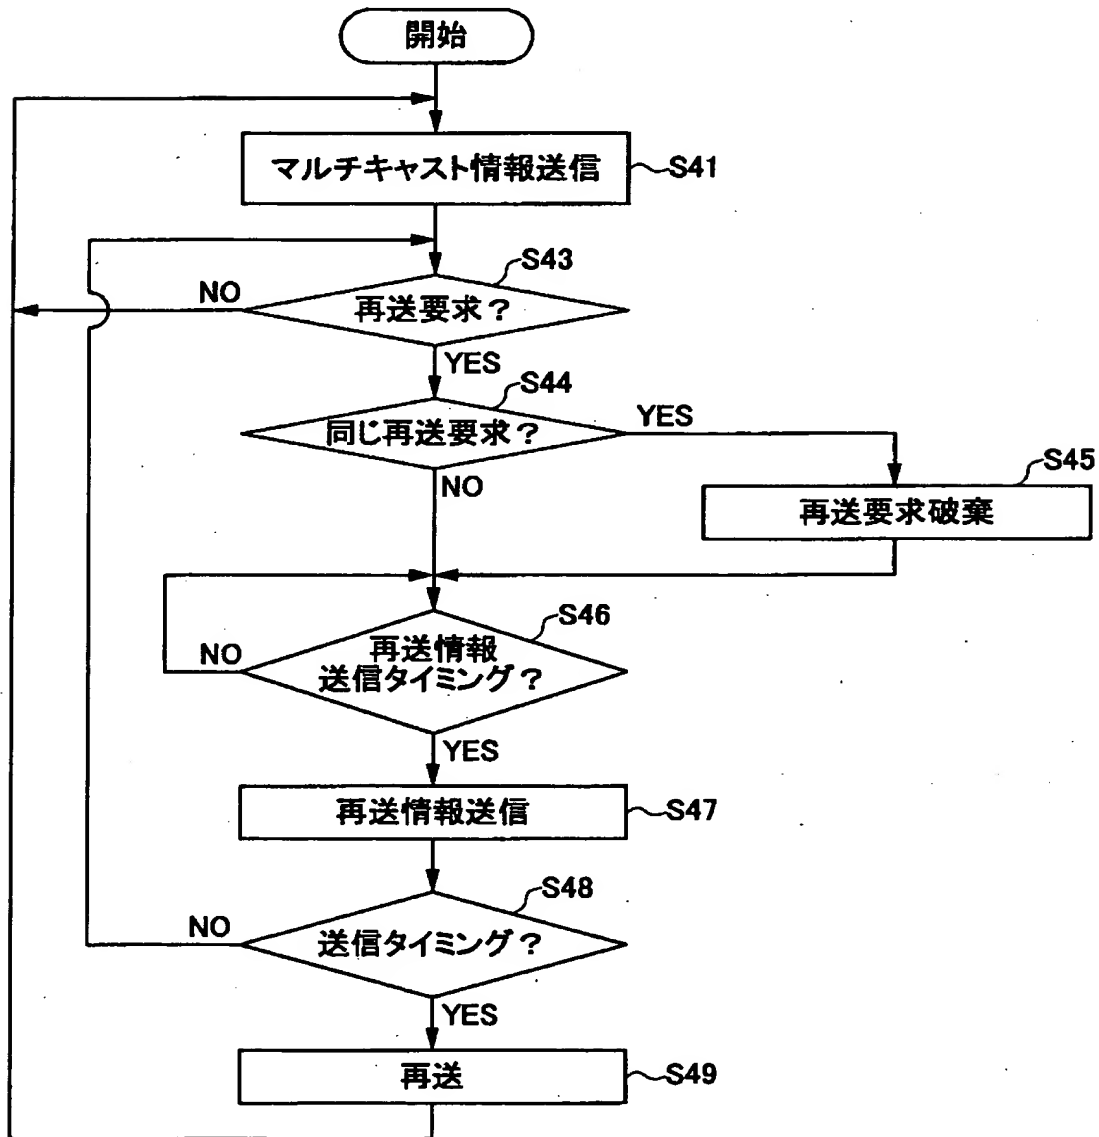 開始
マルチキャスト情報送信
S41
S43
NO
再送要求？
YES
S44
同じ再送要求？
YES
NO
S45
再送要求破棄
S46
NO
再送情報
送信タイミング？
YES
再送情報送信
S47
S48
NO
送信タイミング？
YES
再送
S49